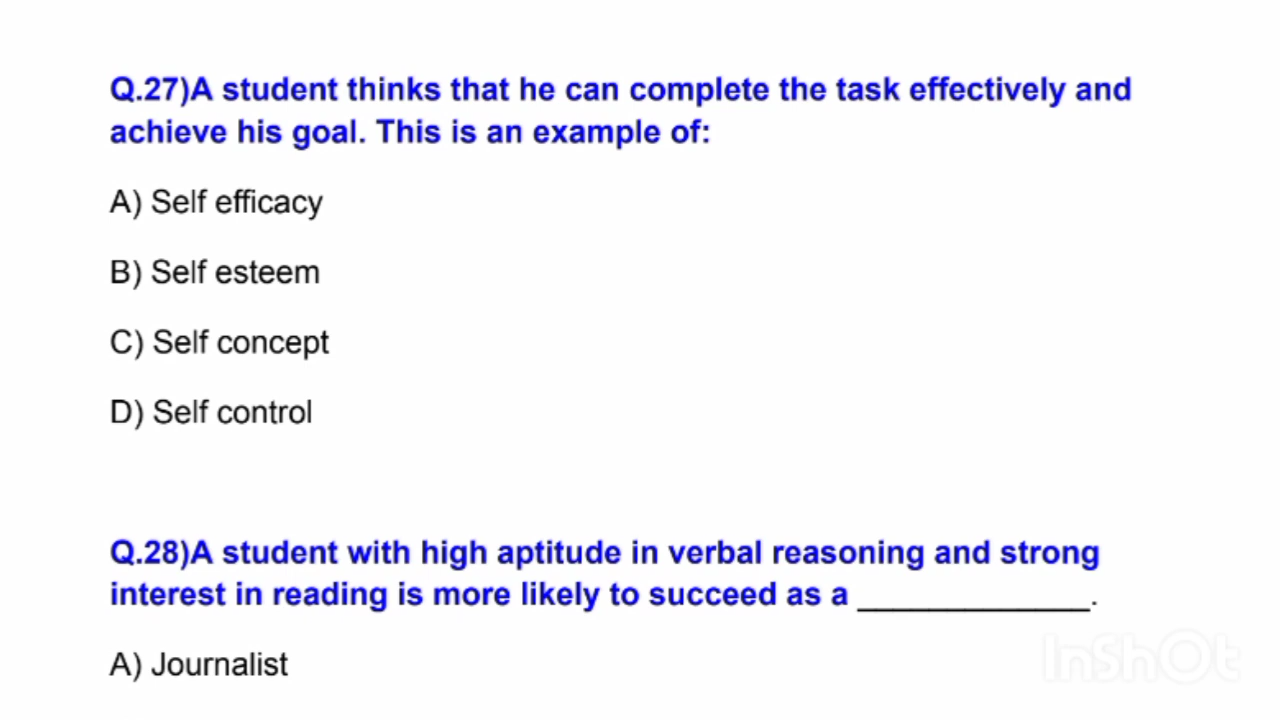 Q.27)A student thinks that he can complete the task effectively and
achieve his goal. This is an example of:
A) Self efficacy
B) Self esteem
C) Self concept
D) Self control
Q.28)A student with high aptitude in verbal reasoning and strong
interest in reading is more likely to succeed as a _____________.
A) Journalist
InShOt